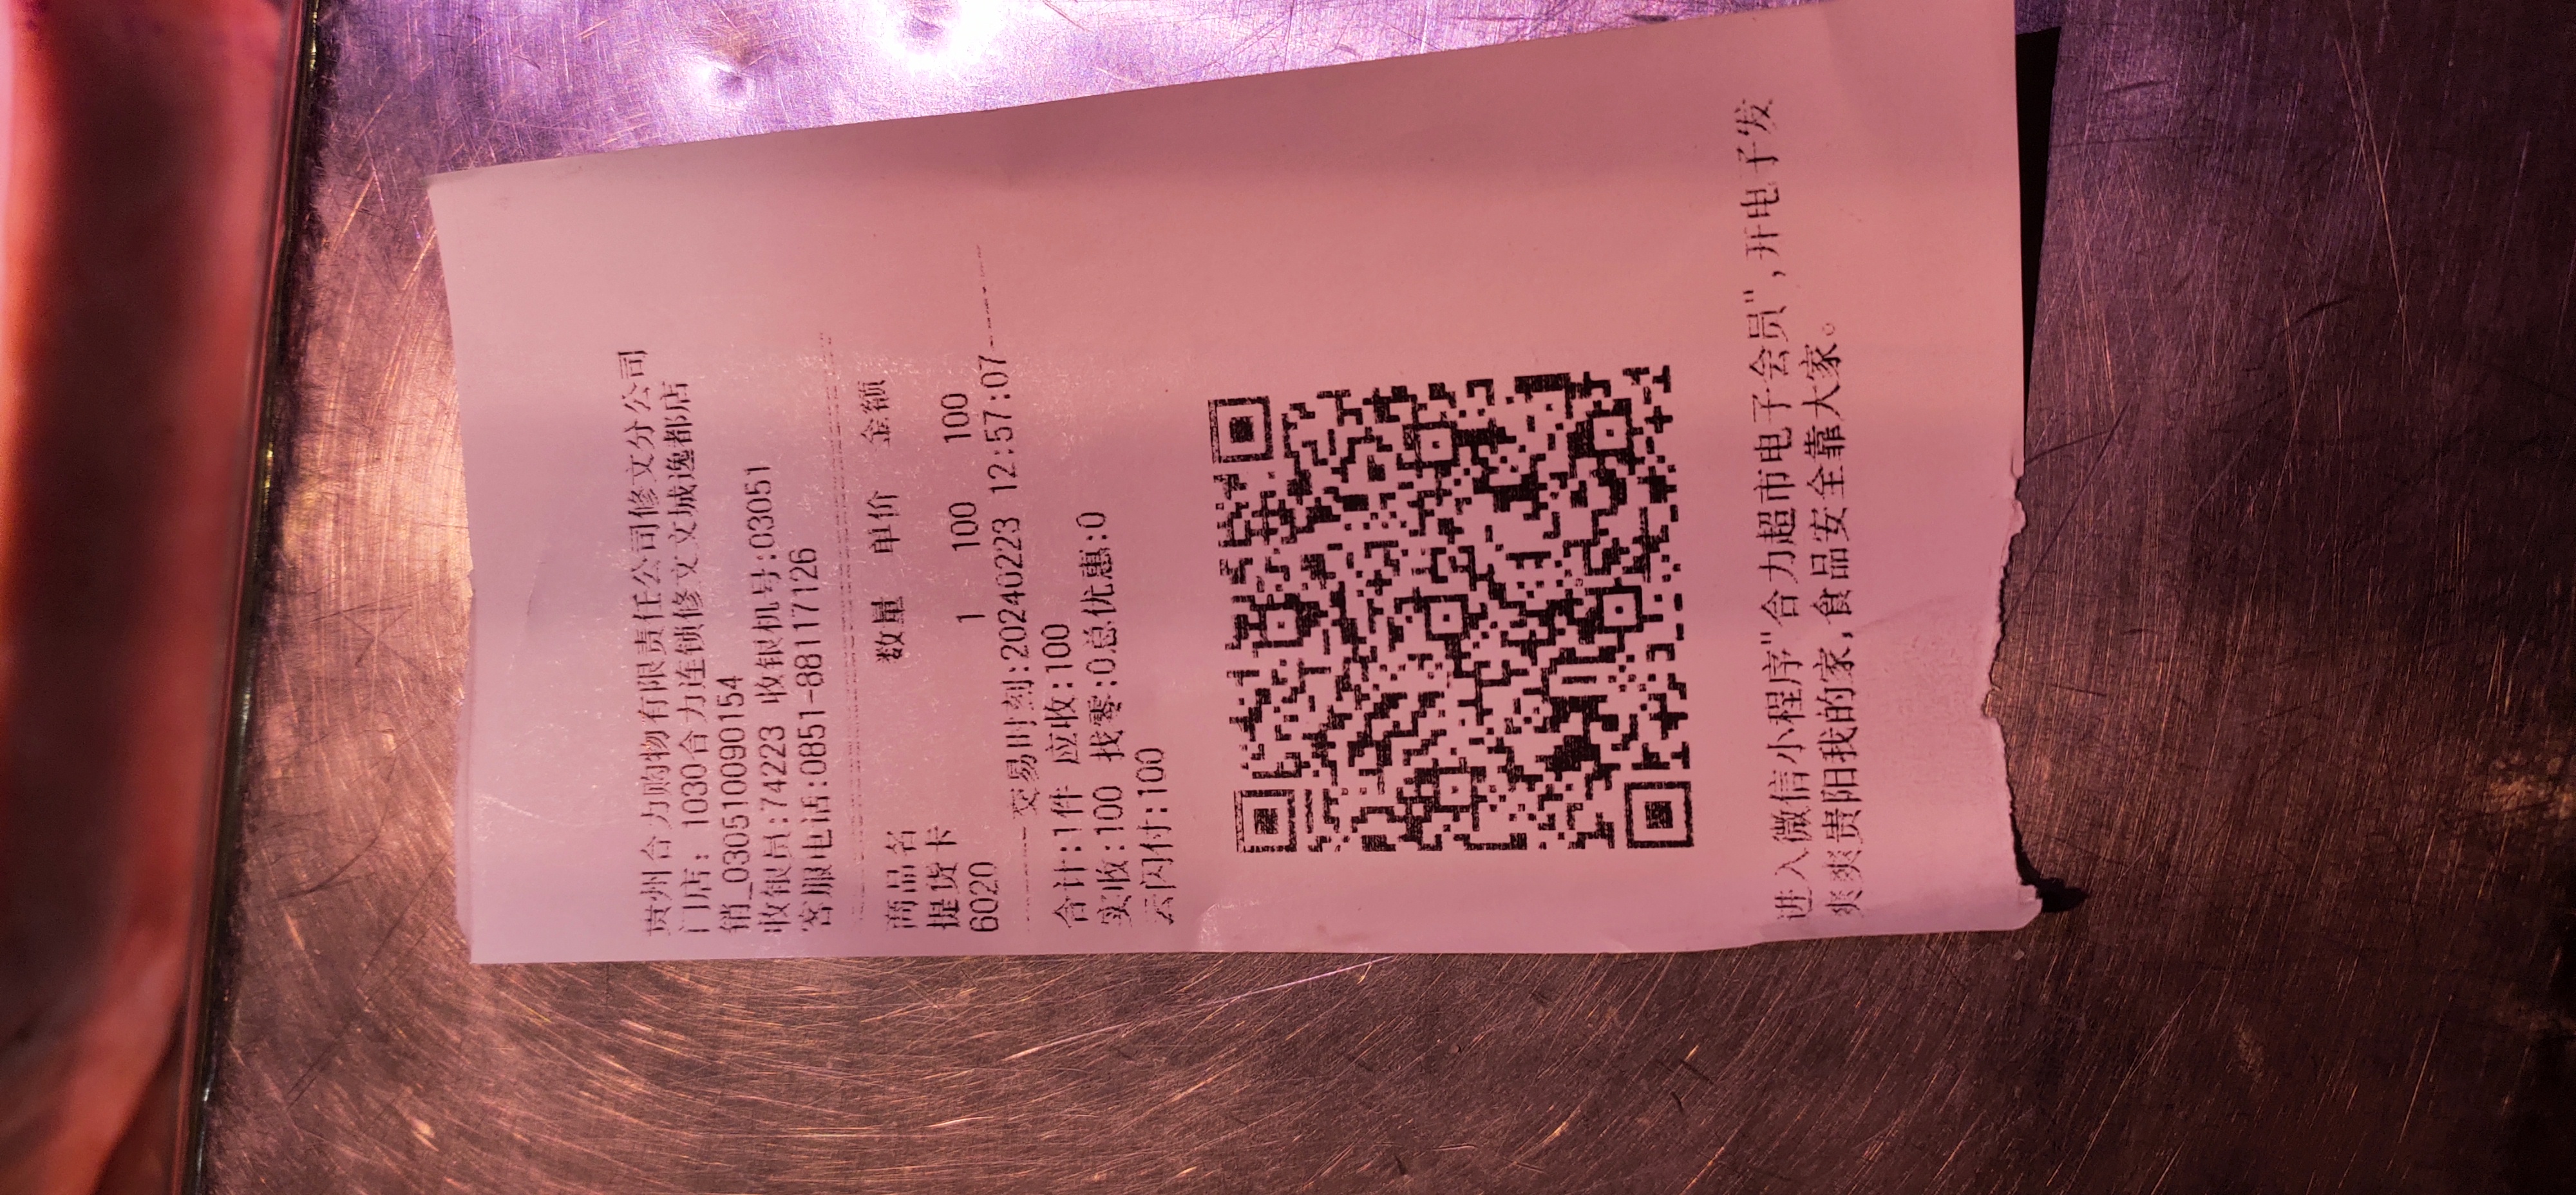 贵州合力购物有限责任公司修文分公司
门店: 1030合力连锁修文文城逸都店
销_0305100090154
收银员:74223 收银机号:03051
客服电话:0851-88117126
商品名 数量 单价 金额
提货卡
6020 1 100 100
交易时刻:20240223 12:57:07
合计:1件 应收:100
实收:100 找零:0总优惠:0
云闪付:100
进入微信小程序"合力超市电子会员",开电子发
爽爽贵阳我的家,食品安全靠大家。